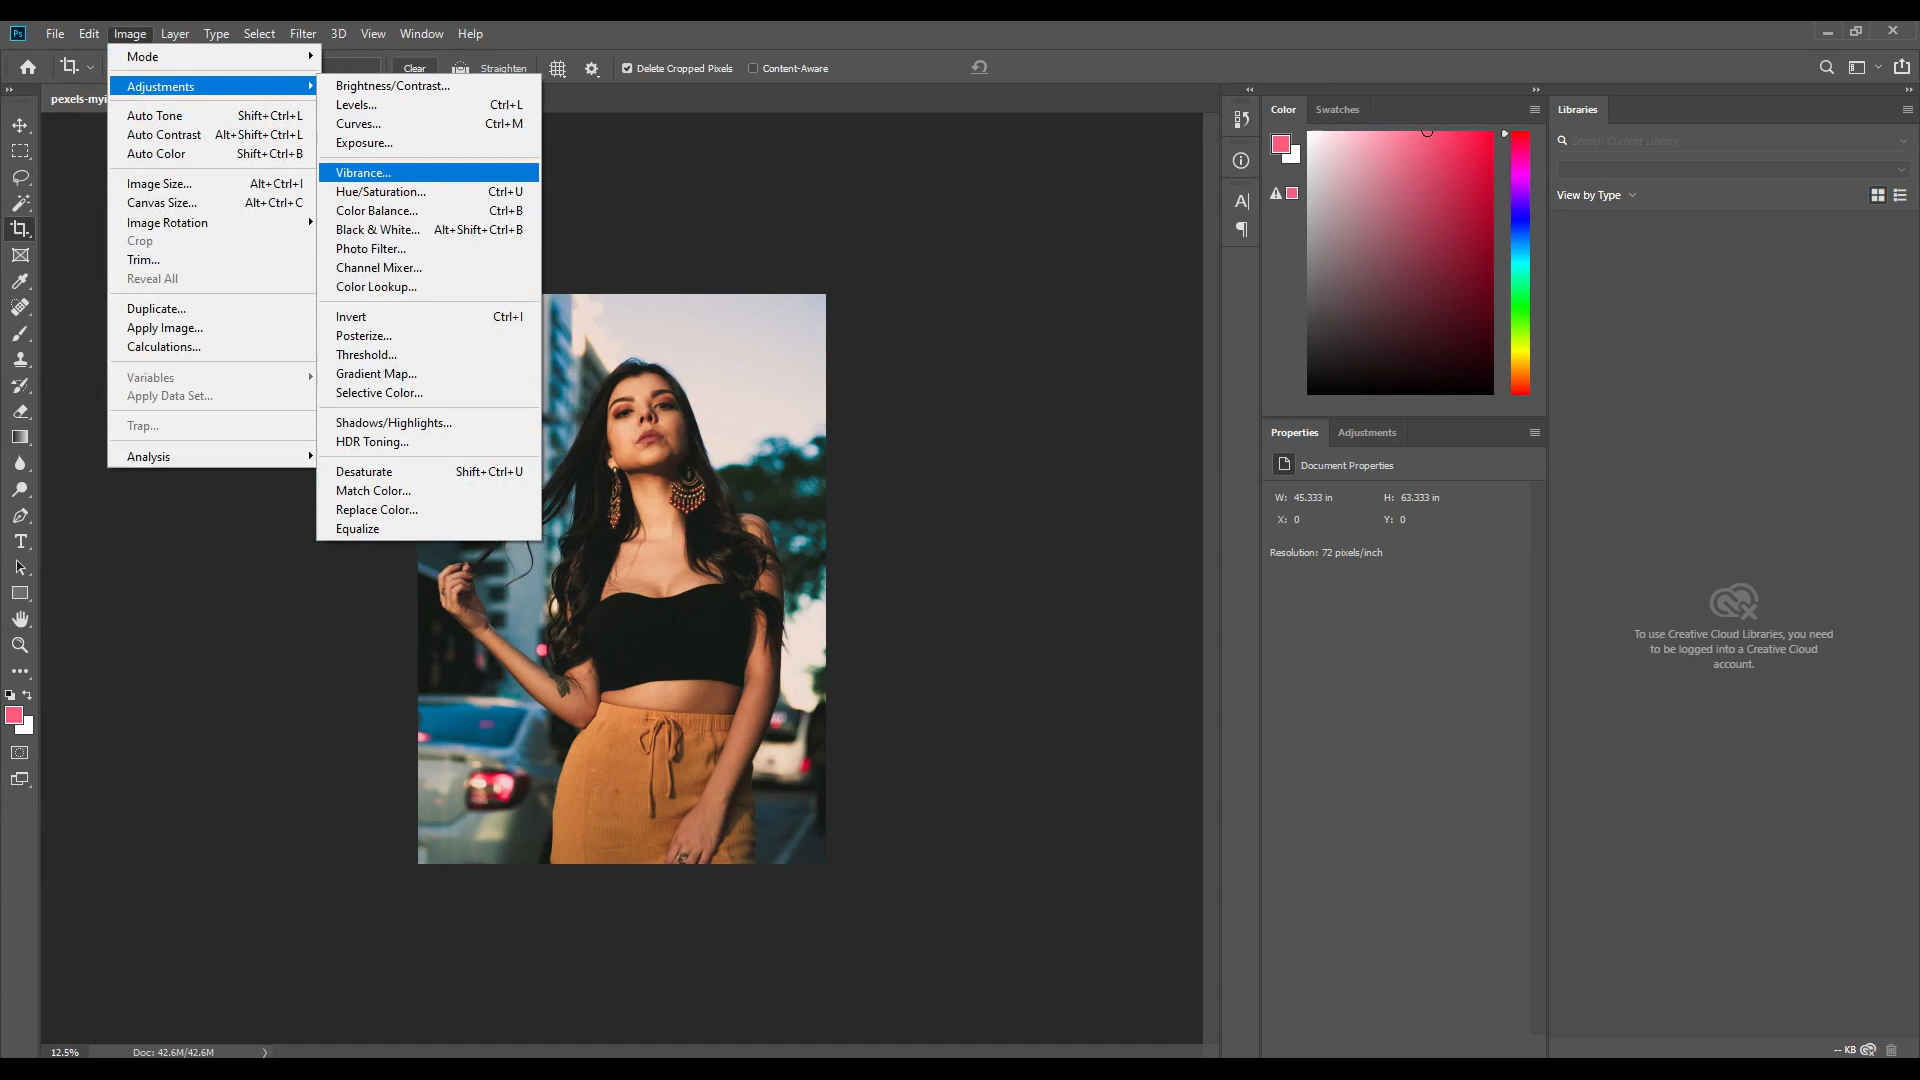 Ps File Edit Image Layer Type Select Filter 3D View Window Help
Clear Straighten Delete Cropped Pixels Content-Aware
pexels-myi
Mode
Adjustments
Auto Tone Shift+Ctrl+L
Auto Contrast Alt+Shift+Ctrl+L
Auto Color Shift+Ctrl+B
Image Size... Alt+Ctrl+I
Canvas Size... Alt+Ctrl+C
Image Rotation
Crop
Trim...
Reveal All
Duplicate...
Apply Image...
Calculations...
Variables
Apply Data Set...
Trap...
Analysis
Brightness/Contrast...
Levels... Ctrl+L
Curves... Ctrl+M
Exposure...
Vibrance...
Hue/Saturation... Ctrl+U
Color Balance... Ctrl+B
Black & White... Alt+Shift+Ctrl+B
Photo Filter...
Channel Mixer...
Color Lookup...
Invert Ctrl+I
Posterize...
Threshold...
Gradient Map...
Selective Color...
Shadows/Highlights...
HDR Toning...
Desaturate Shift+Ctrl+U
Match Color...
Replace Color...
Equalize
Color Swatches
Properties Adjustments
Document Properties
W: 45.333 in H: 63.333 in
X: 0 Y: 0
Resolution: 72 pixels/inch
Libraries
Search Current Library
View by Type
To use Creative Cloud Libraries, you need
to be logged into a Creative Cloud
account.
-- KB
12.5% Doc: 42.6M/42.6M